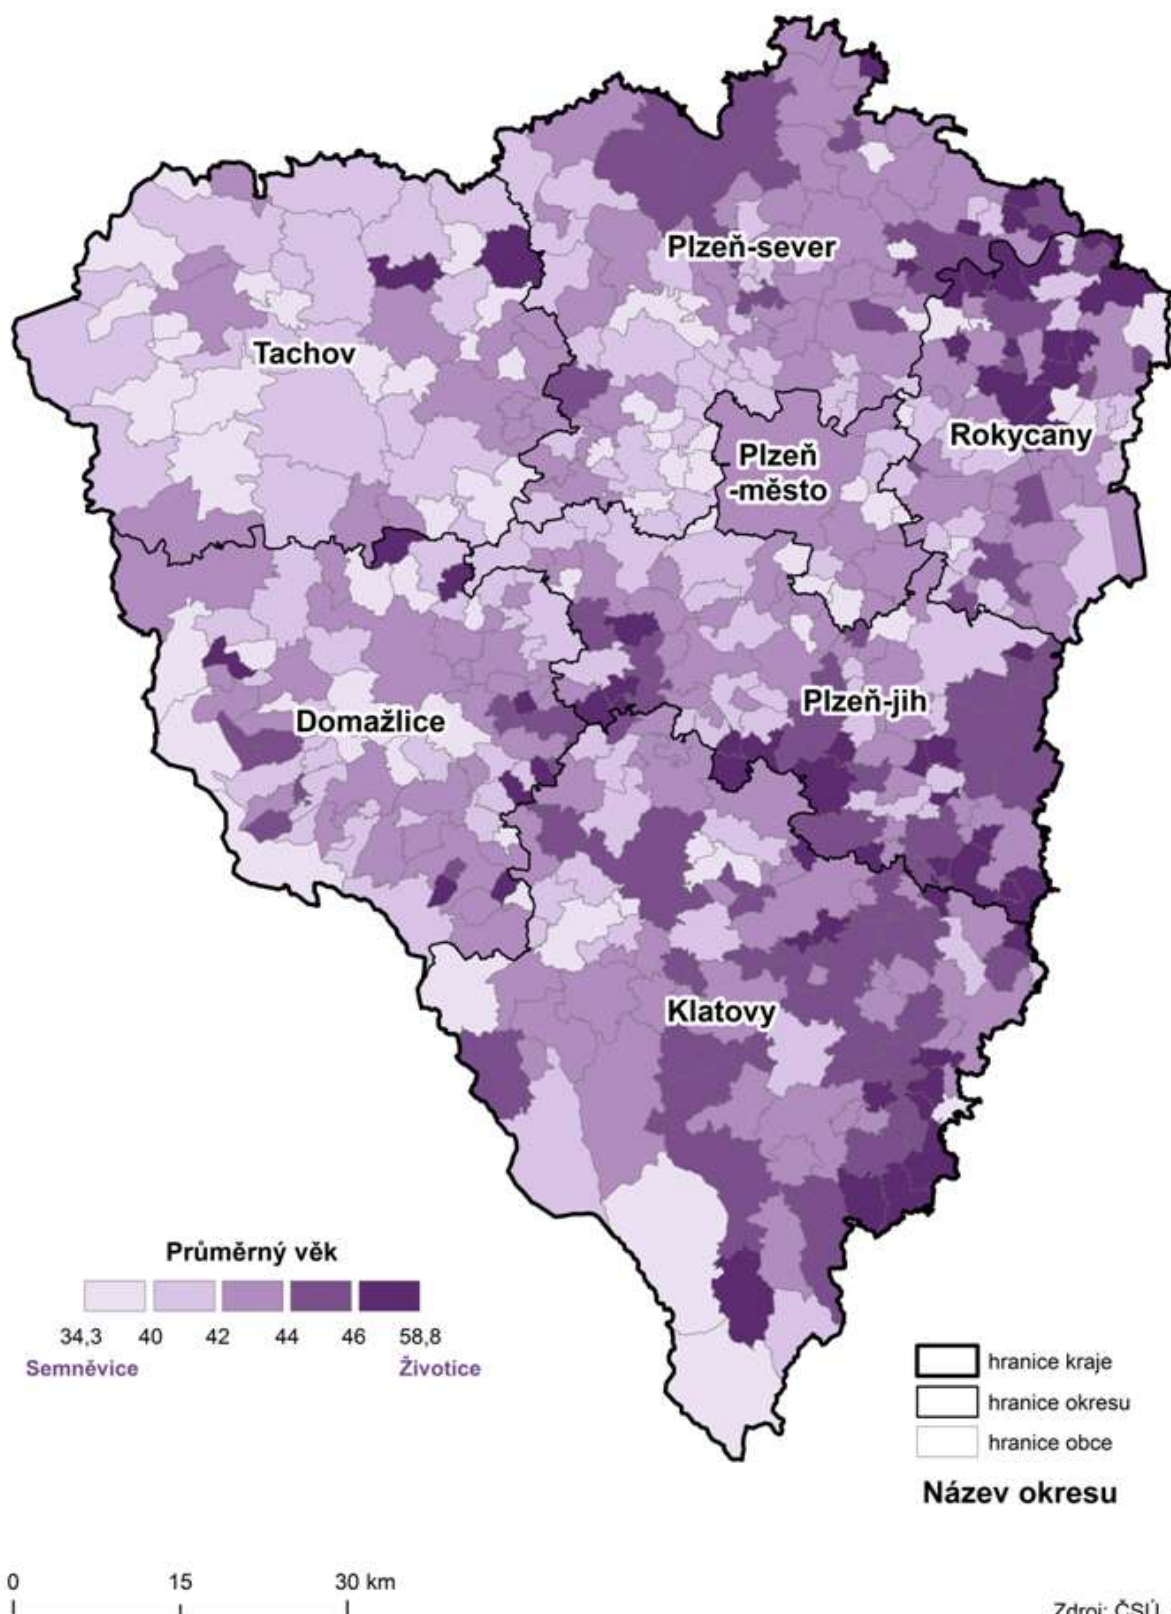 Plzeň-sever
Tachov
Rokycany
Plzeň
-město
Plzeň-jih
Domažlice
Klatovy
Průměrný věk
34,3 40 42 44 46 58,8
Semněvice Životice
hranice kraje
hranice okresu
hranice obce
Název okresu
0 15 30 km
Zdroj: ČSÚ